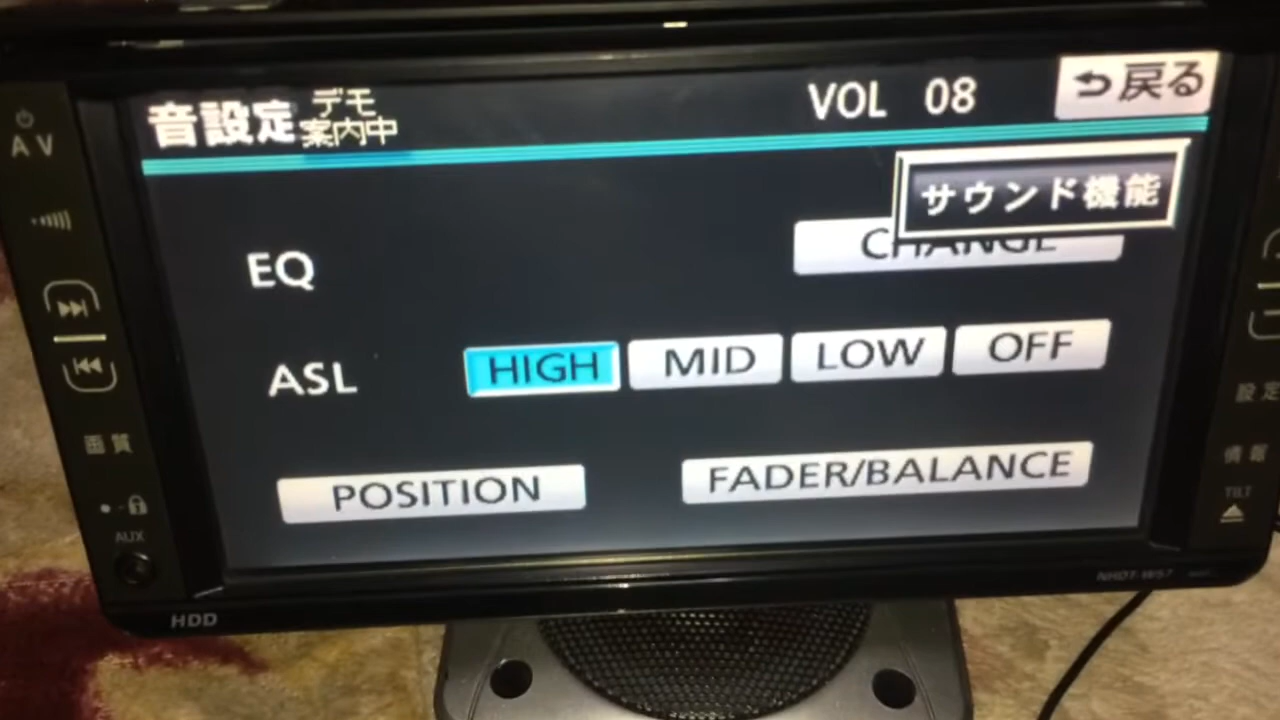 音設定 デモ
案内中
VOL 08
戻る
AV
サウンド機能
EQ
CHANGE
ASL HIGH MID LOW OFF
設定
画質
情報
POSITION FADER/BALANCE
TILT
AUX
NHDT-W57
HDD